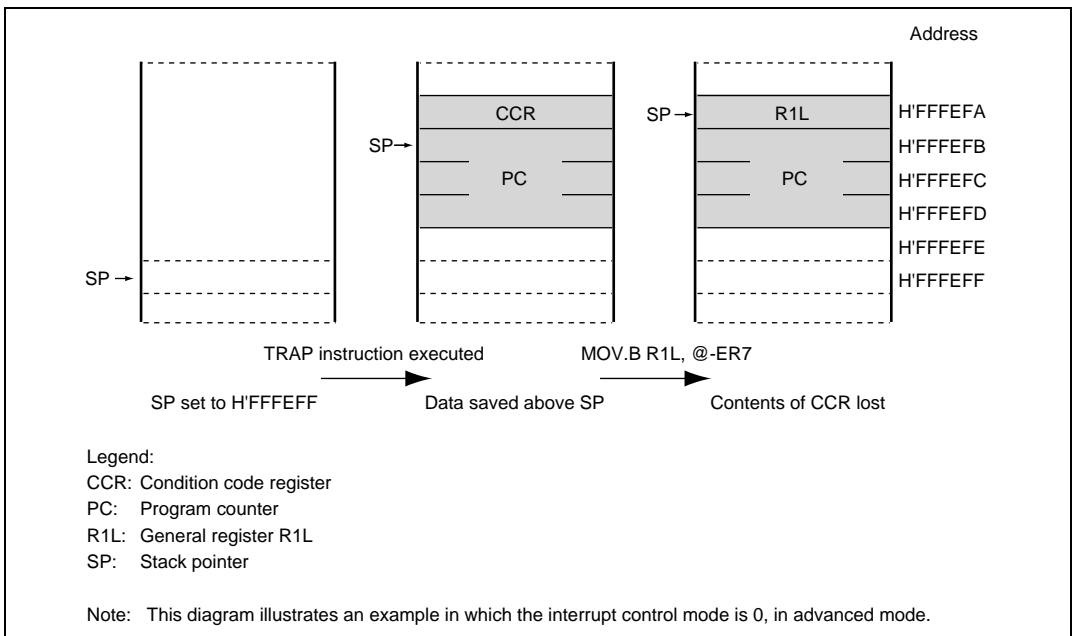 Address
CCR
SP
R1L
H'FFFEFA
SP
H'FFFEFB
PC
PC
H'FFFEFC
H'FFFEFD
H'FFFEFE
SP
H'FFFEFF
TRAP instruction executed
MOV.B R1L, @-ER7
SP set to H'FFFEFF
Data saved above SP
Contents of CCR lost
Legend:
CCR: Condition code register
PC: Program counter
R1L: General register R1L
SP: Stack pointer
Note: This diagram illustrates an example in which the interrupt control mode is 0, in advanced mode.